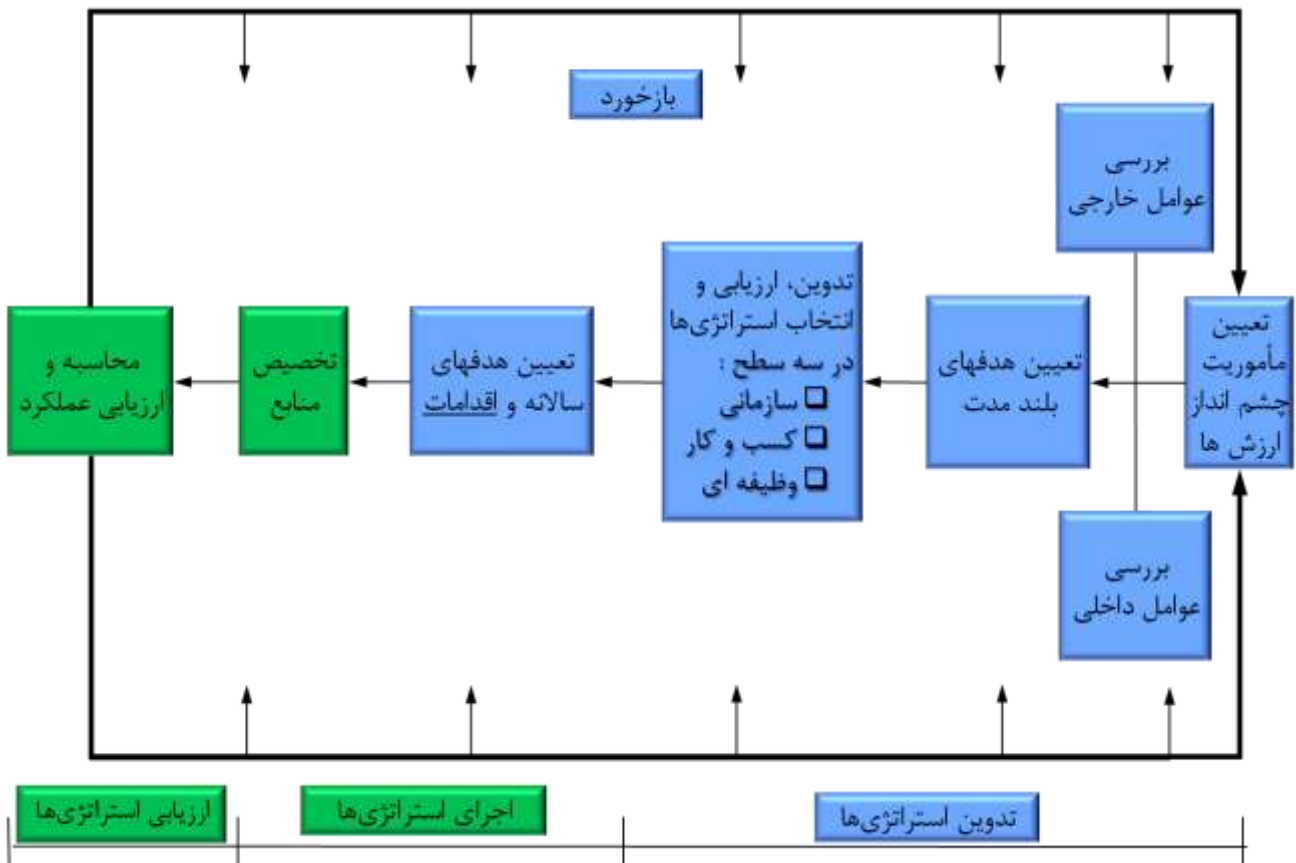 بازخورد
بررسی
عوامل خارجی
تعیین
مأموریت
چشم انداز
ارزش ها
بررسی
عوامل داخلی
تعیین هدفهای
بلند مدت
تدوین، ارزیابی و
انتخاب استراتژی‌ها
در سه سطح :
❑ سازمانی
❑ کسب و کار
❑ وظیفه ای
تعیین هدفهای
سالانه و اقدامات
تخصیص
منابع
محاسبه و
ارزیابی عملکرد
تدوین استراتژی‌ها
اجرای استراتژی‌ها
ارزیابی استراتژی‌ها